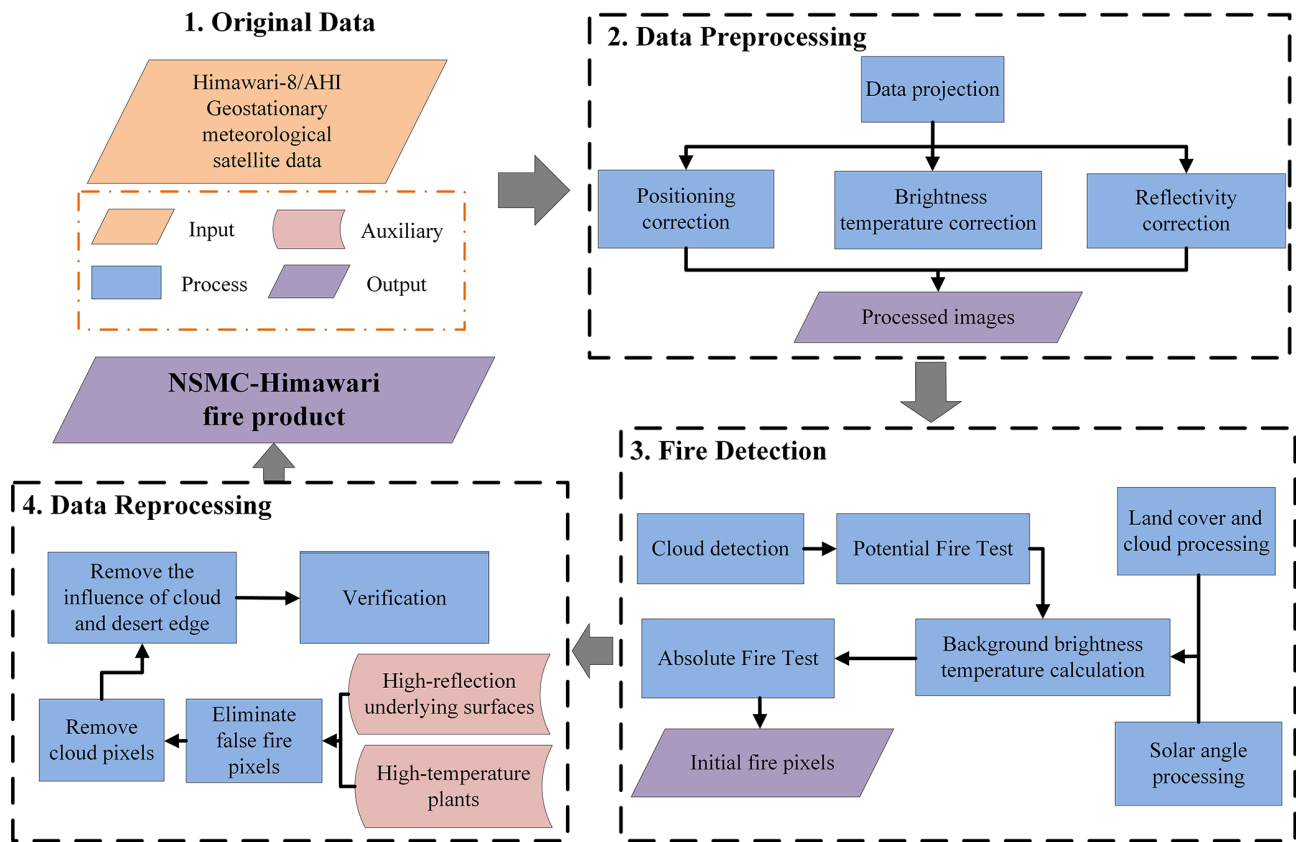 1. Original Data
Himawari-8/AHI
Geostationary
meteorological
satellite data
Input
Auxiliary
Process
Output
2. Data Preprocessing
Data projection
Positioning
correction
Brightness
temperature correction
Reflectivity
correction
Processed images
3. Fire Detection
Cloud detection
Potential Fire Test
Land cover and
cloud processing
Absolute Fire Test
Background brightness
temperature calculation
Initial fire pixels
Solar angle
processing
4. Data Reprocessing
Remove the
influence of cloud
and desert edge
Verification
High-reflection
underlying surfaces
Remove
cloud pixels
Eliminate
false fire
pixels
High-temperature
plants
NSMC-Himawari
fire product